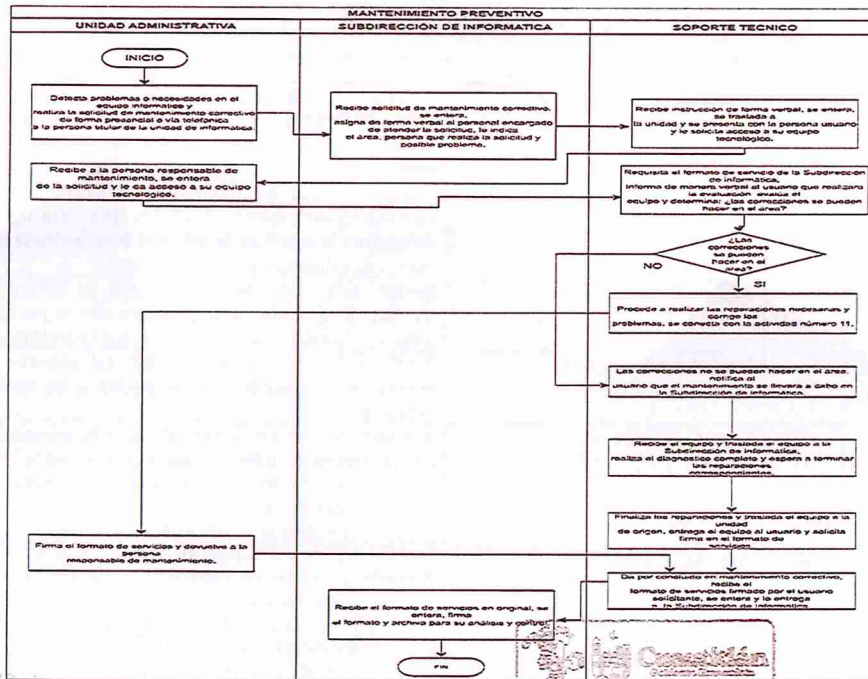 MANTENIMIENTO PREVENTIVO
UNIDAD ADMINISTRATIVA
SUBDIRECCIÓN DE INFORMATICA
SOPORTE TECNICO
INICIO
Detecta problemas o necesidades en el
equipo informático y
realiza la solicitud de mantenimiento correctivo
de forma presencial o vía telefónica
a la persona titular de la unidad de informática.
Recibe solicitud de mantenimiento correctivo,
se entera,
asigna de forma verbal al personal encargado
de atender la solicitud, le indica
el área, persona que realiza la solicitud y
posible problema.
Recibe instrucción de forma verbal, se entera,
se traslada a
la unidad y se presenta con la persona usuario
y le solicita acceso a su equipo
tecnológico.
Recibe a la persona responsable de
mantenimiento, se entera
de la solicitud y le da acceso a su equipo
tecnológico.
Requisita el formato de servicio de la Subdirección
de informática,
informa de manera verbal al usuario que realizara
la evaluación, evalúa el
equipo y determina: ¿las correcciones se pueden
hacer en el área?
¿Las
correcciones
se pueden
hacer en el
area?
NO
SI
Procede a realizar las reparaciones necesarias y
corrige los
problemas, se conecta con la actividad número 11.
Las correcciones no se pueden hacer en el área,
notifica al
usuario que el mantenimiento se llevara a cabo en
la Subdirección de Informática.
Recibe el equipo y traslada el equipo a la
Subdirección de informática,
realiza el diagnostico completo y espera a terminar
las reparaciones
correspondientes.
Finaliza las reparaciones y traslada el equipo a la
unidad
de origen, entrega el equipo al usuario y solicita
firma en el formato de
servicios.
Firma el formato de servicios y devuelve a la
persona
responsable de mantenimiento.
Da por concluido en mantenimiento correctivo,
recibe el
formato de servicios firmado por el usuario
solicitante, se entera y lo entrega
a la Subdirección de Informatica
Recibe el formato de servicios en original, se
entera, firma
el formato y archiva para su análisis y control
FIN